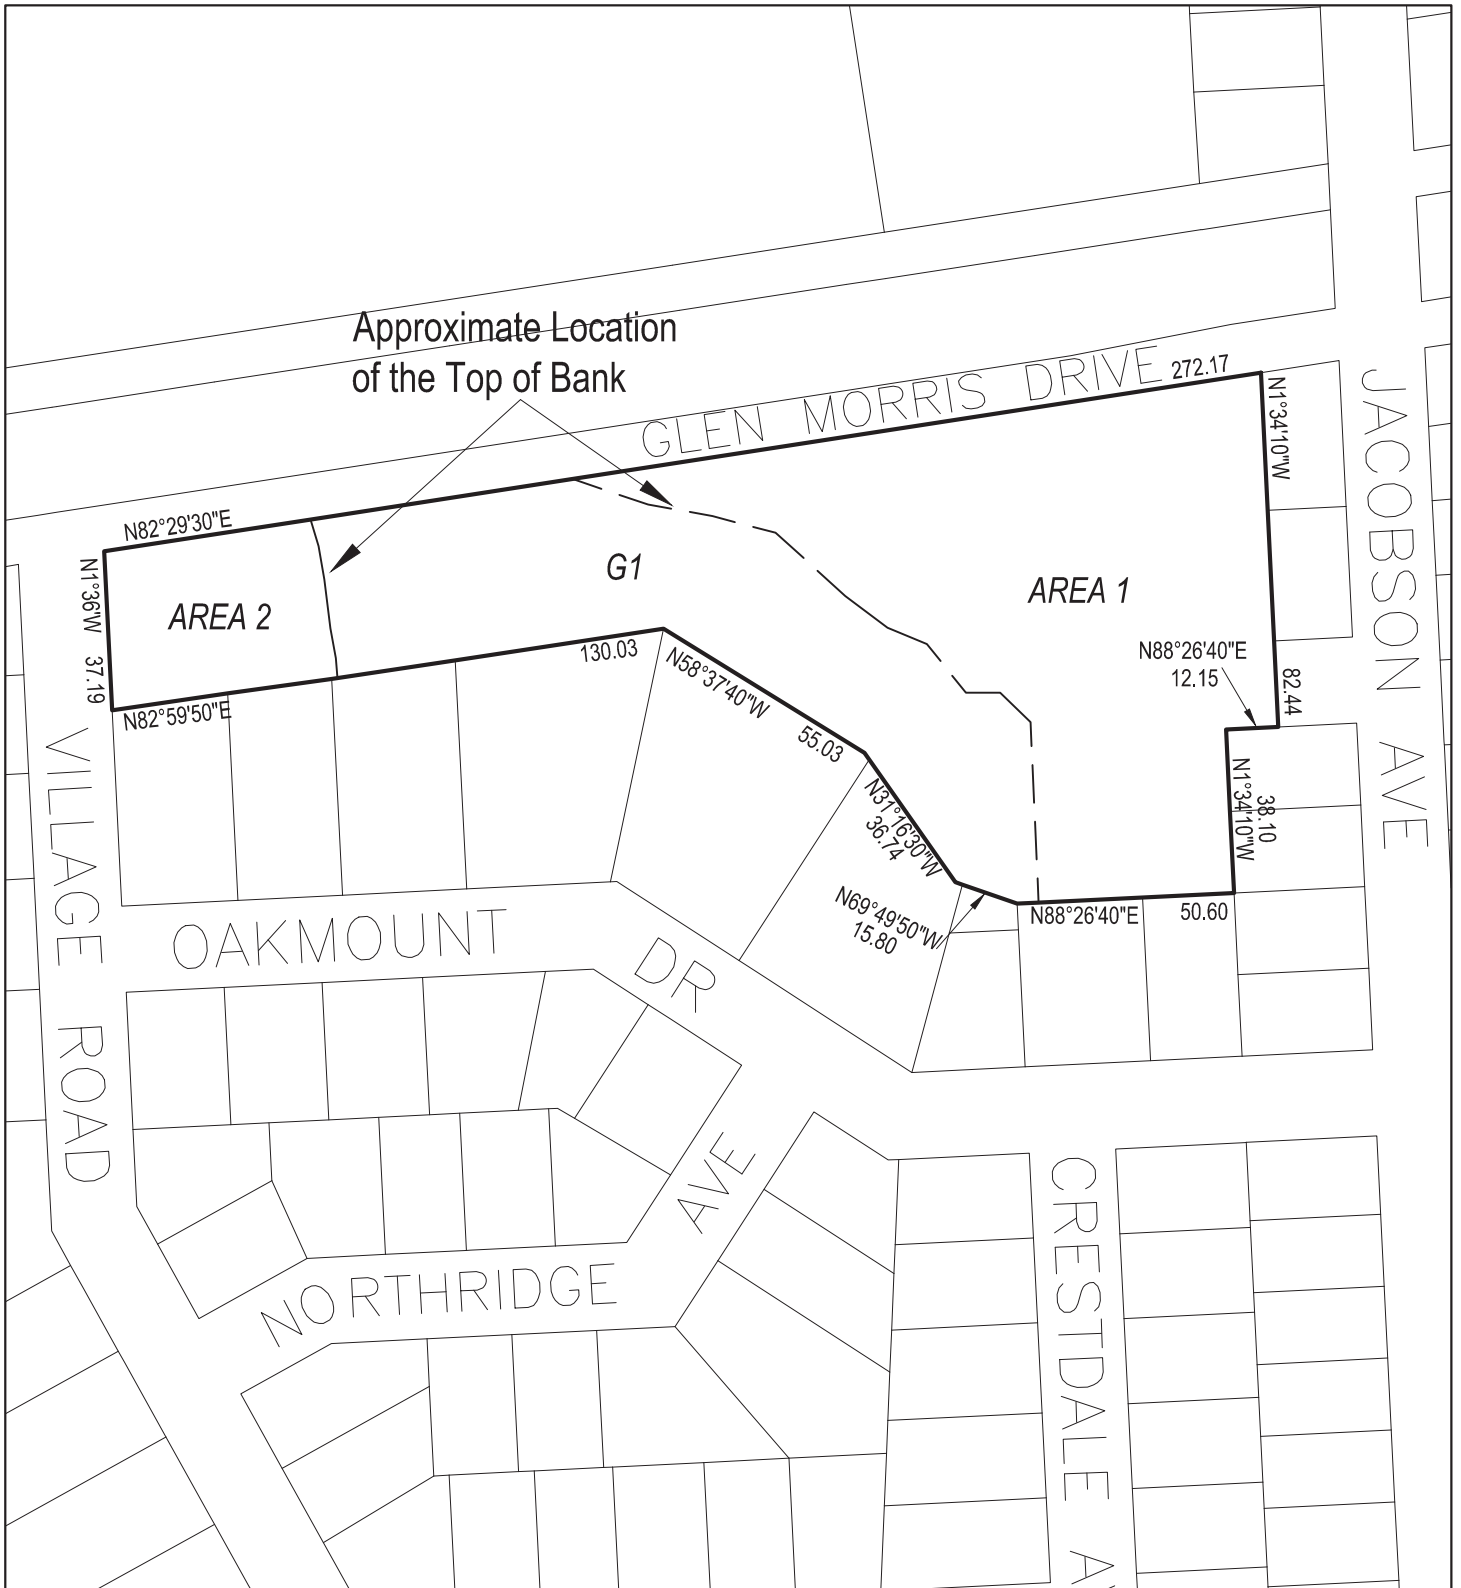 Approximate Location
of the Top of Bank
GLEN MORRIS DRIVE
272.17
N1°34'10"W
JACOBSON AVE
N82°29'30"E
N1°36'W
37.19
AREA 2
G1
AREA 1
130.03
N82°59'50"E
N58°37'40"W
55.03
N88°26'40"E
12.15
82.44
N1°34'10"W
38.10
N31°16'30"W
36.74
N69°49'50"W
15.80
N88°26'40"E
50.60
VILLAGE ROAD
OAKMOUNT DR
NORTHRIDGE AVE
CRESTDALE AV